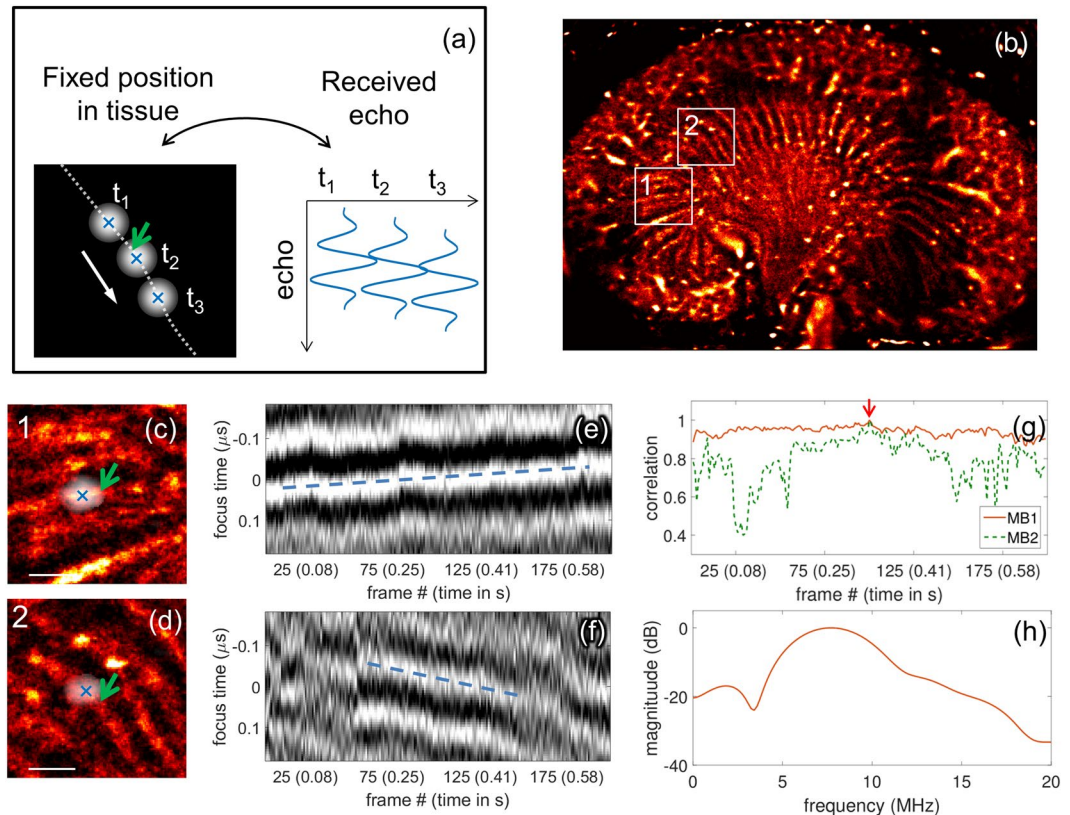 (a)
Fixed position
in tissue
Received
echo
t1
t2
t3
t1 t2 t3
echo
(b)
2
1
1
(c)
2
(d)
(e)
focus time (μs)
-0.1
0
0.1
25 (0.08) 75 (0.25) 125 (0.41) 175 (0.58)
frame # (time in s)
(f)
focus time (μs)
-0.1
0
0.1
25 (0.08) 75 (0.25) 125 (0.41) 175 (0.58)
frame # (time in s)
(g)
correlation
1
0.8
0.6
0.4
MB1
MB2
25 (0.08) 75 (0.25) 125 (0.41) 175 (0.58)
frame # (time in s)
(h)
magnituude (dB)
0
-20
-40
0 5 10 15 20
frequency (MHz)